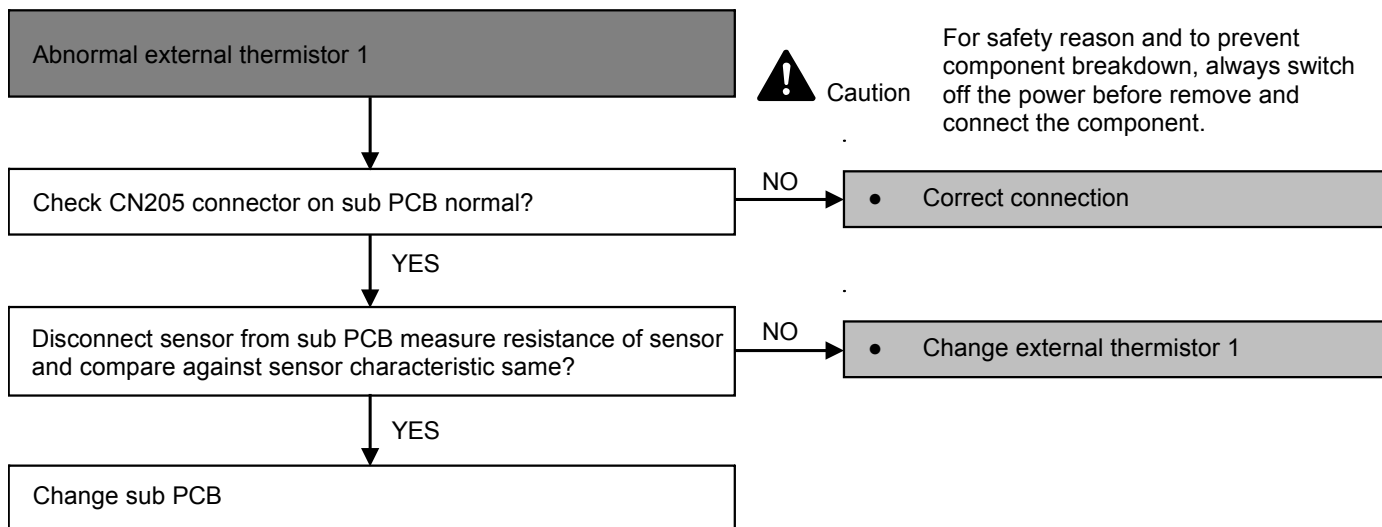 Abnormal external thermistor 1
Caution
For safety reason and to prevent
component breakdown, always switch
off the power before remove and
connect the component.
Check CN205 connector on sub PCB normal?
NO
● Correct connection
YES
Disconnect sensor from sub PCB measure resistance of sensor
and compare against sensor characteristic same?
NO
● Change external thermistor 1
YES
Change sub PCB